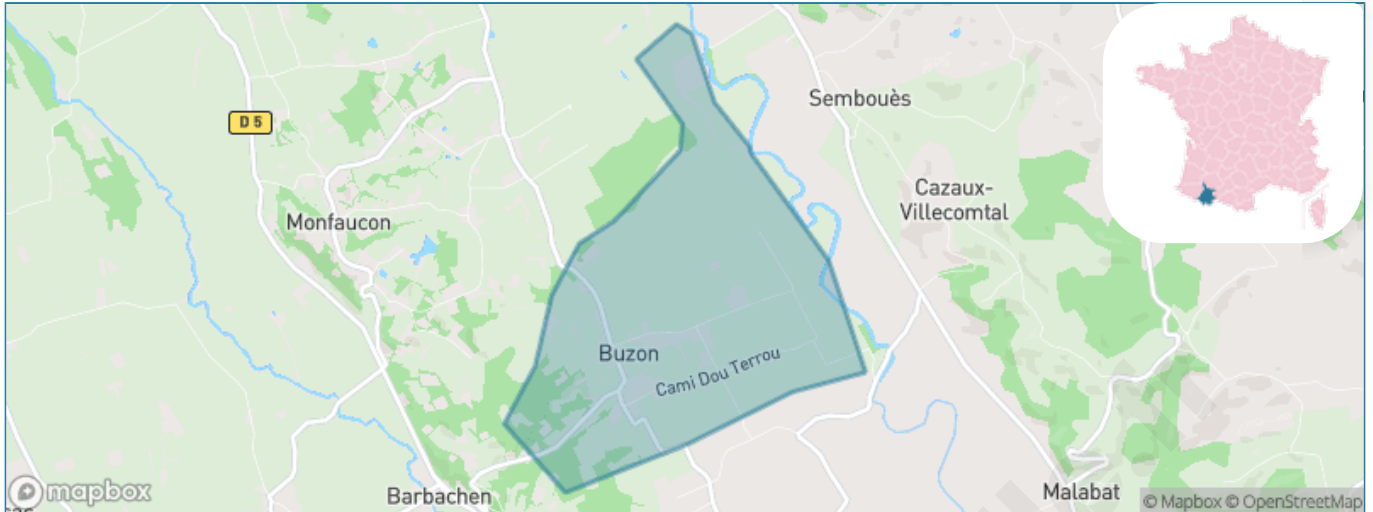 D 5
Sembouès
Cazaux-
Villecomtal
Monfaucon
Buzon
Cami Dou Terrou
Barbachen
Malabat
mapbox
© Mapbox © OpenStreetMap